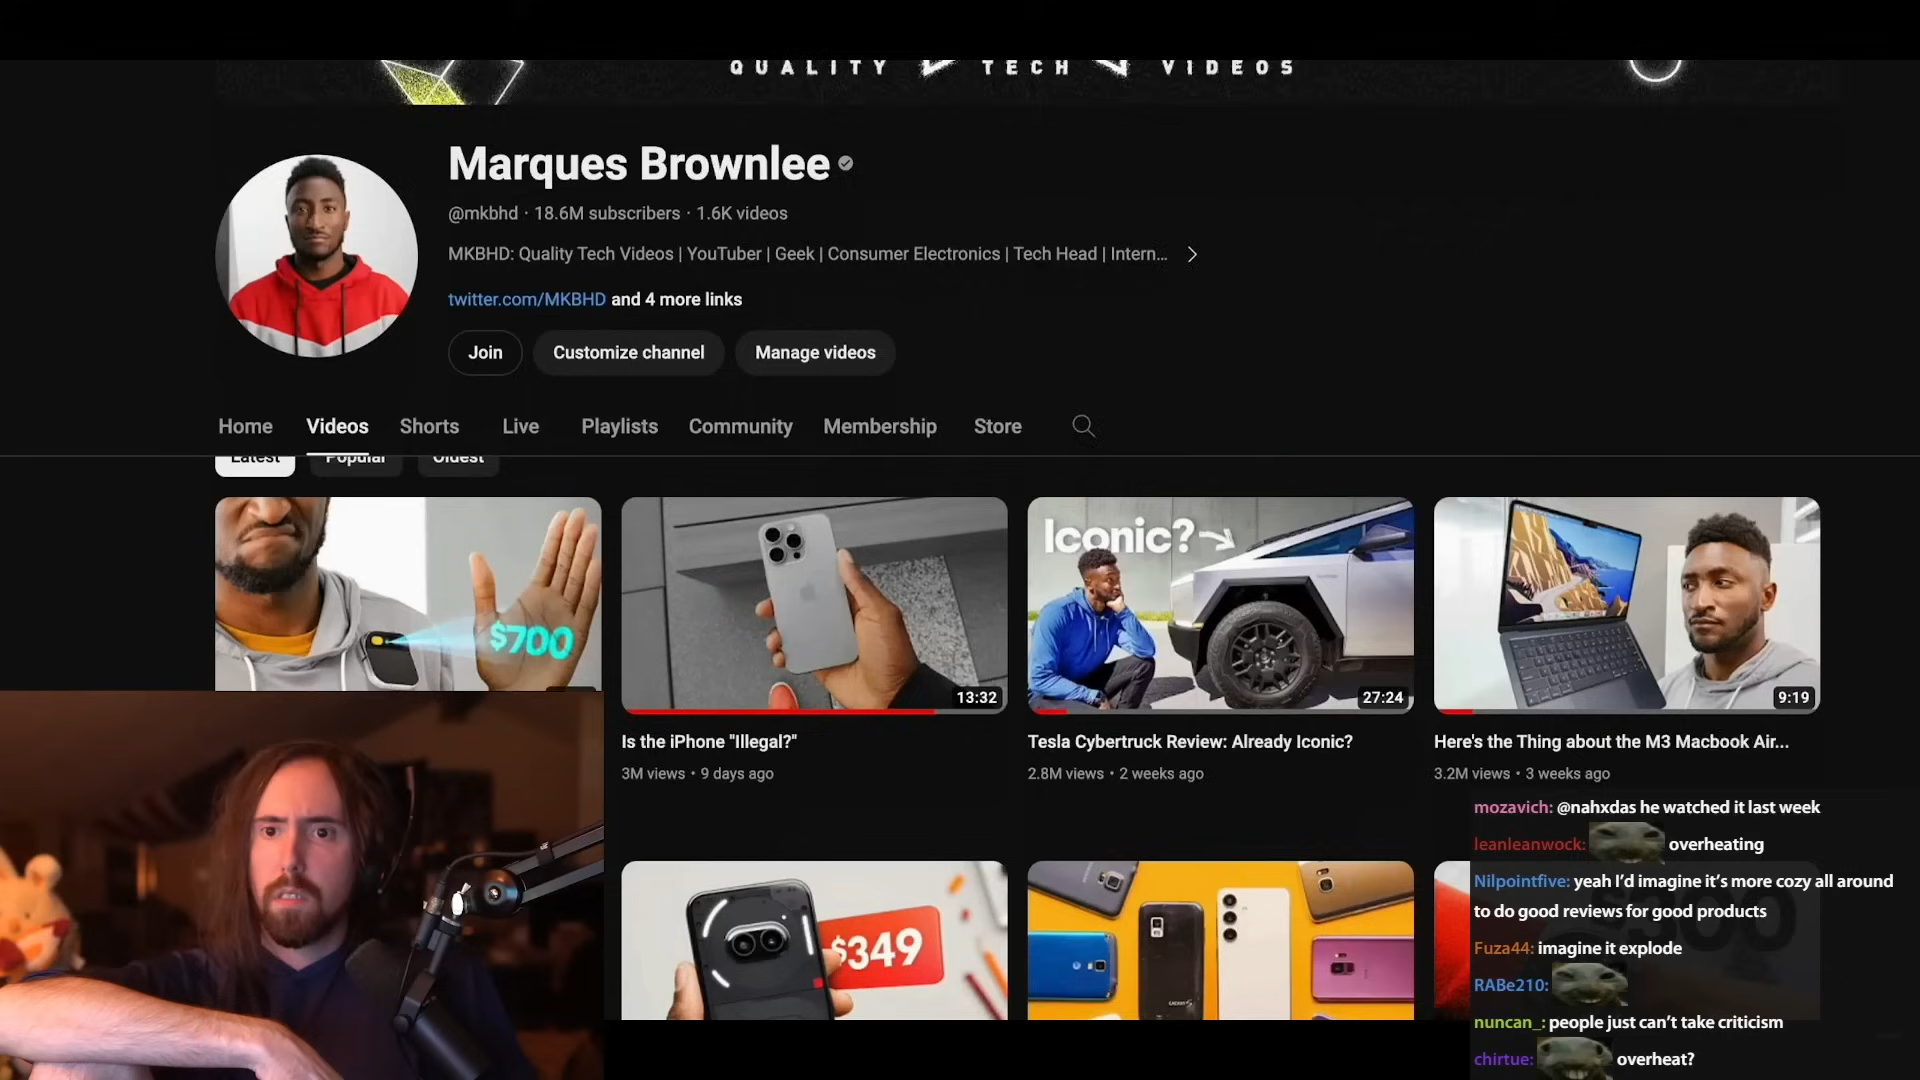 QUALITY TECH VIDEOS
Marques Brownlee
@mkbhd · 18.6M subscribers · 1.6K videos
MKBHD: Quality Tech Videos | YouTuber | Geek | Consumer Electronics | Tech Head | Intern...
twitter.com/MKBHD and 4 more links
Join Customize channel Manage videos
Home Videos Shorts Live Playlists Community Membership Store
Latest Popular Oldest
$700
Iconic?
13:32
27:24
9:19
Is the iPhone "Illegal?"
3M views • 9 days ago
Tesla Cybertruck Review: Already Iconic?
2.8M views • 2 weeks ago
Here's the Thing about the M3 Macbook Air...
3.2M views • 3 weeks ago
$349
mozavich: @nahxdas he watched it last week
leanleanwock: overheating
Nilpointfive: yeah I'd imagine it's more cozy all around
to do good reviews for good products
Fuza44: imagine it explode
RABe210:
nuncan_: people just can't take criticism
chirtue: overheat?